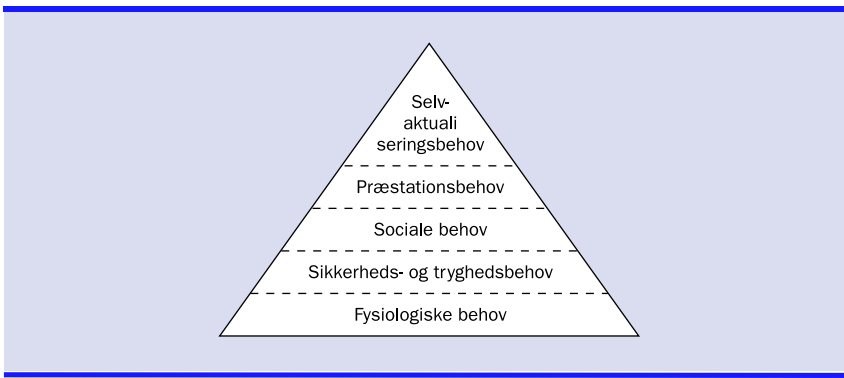 Selv-
aktuali
seringsbehov
Præstationsbehov
Sociale behov
Sikkerheds- og tryghedsbehov
Fysiologiske behov